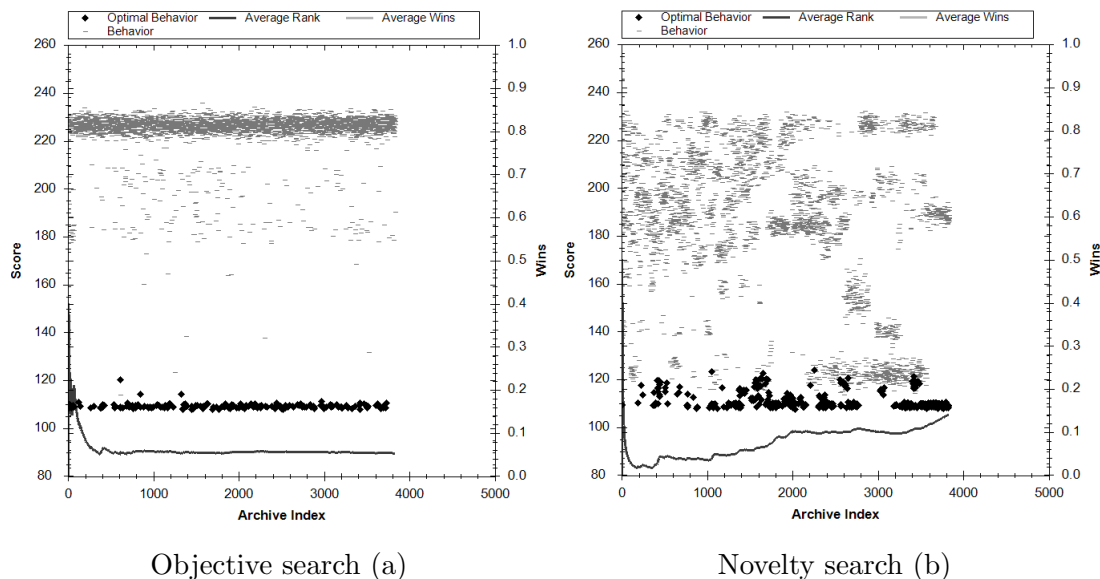 Optimal Behavior Average Rank Average Wins
Behavior
260 1.0
240 0.9
220 0.8
200 0.7
180 0.6
160 0.5
140 0.4
120 0.3
100 0.2
80 0.1
0.0
Score
Wins
0 1000 2000 3000 4000 5000
Archive Index
Objective search (a)
Optimal Behavior Average Rank Average Wins
Behavior
260 1.0
240 0.9
220 0.8
200 0.7
180 0.6
160 0.5
140 0.4
120 0.3
100 0.2
80 0.1
0.0
Score
Wins
0 1000 2000 3000 4000 5000
Archive Index
Novelty search (b)